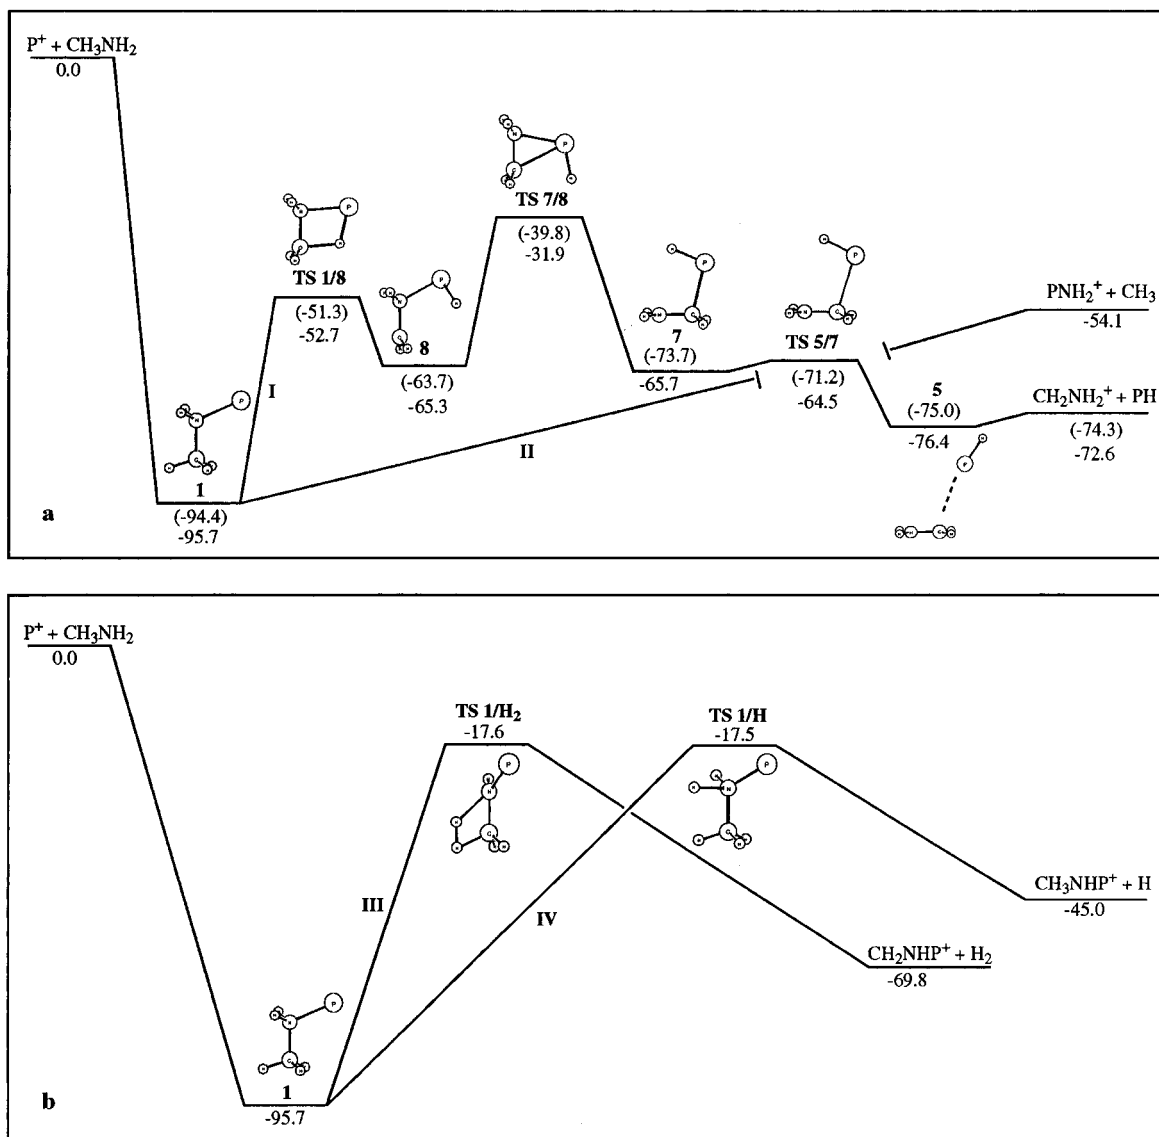 P⁺ + CH₃NH₂
0.0
TS 7/8
(-39.8)
-31.9
TS 1/8
(-51.3)
-52.7
8
(-63.7)
-65.3
7
(-73.7)
-65.7
TS 5/7
(-71.2)
-64.5
PNH₂⁺ + CH₃
-54.1
5
(-75.0)
-76.4
CH₂NH₂⁺ + PH
(-74.3)
-72.6
I
II
1
(-94.4)
-95.7
a
P⁺ + CH₃NH₂
0.0
TS 1/H₂
-17.6
TS 1/H
-17.5
III
IV
CH₃NHP⁺ + H
-45.0
CH₂NHP⁺ + H₂
-69.8
1
-95.7
b